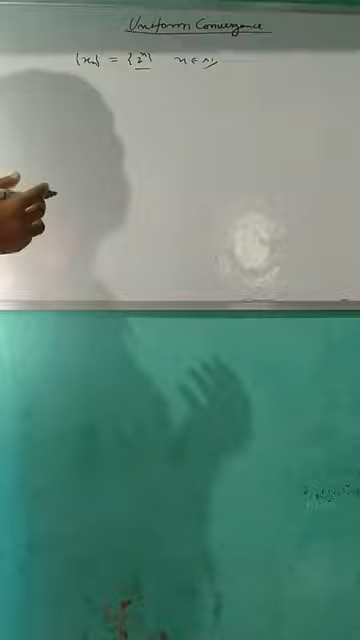 Uniform Convergence
{xₙ} = {2ⁿ} n ∈ N